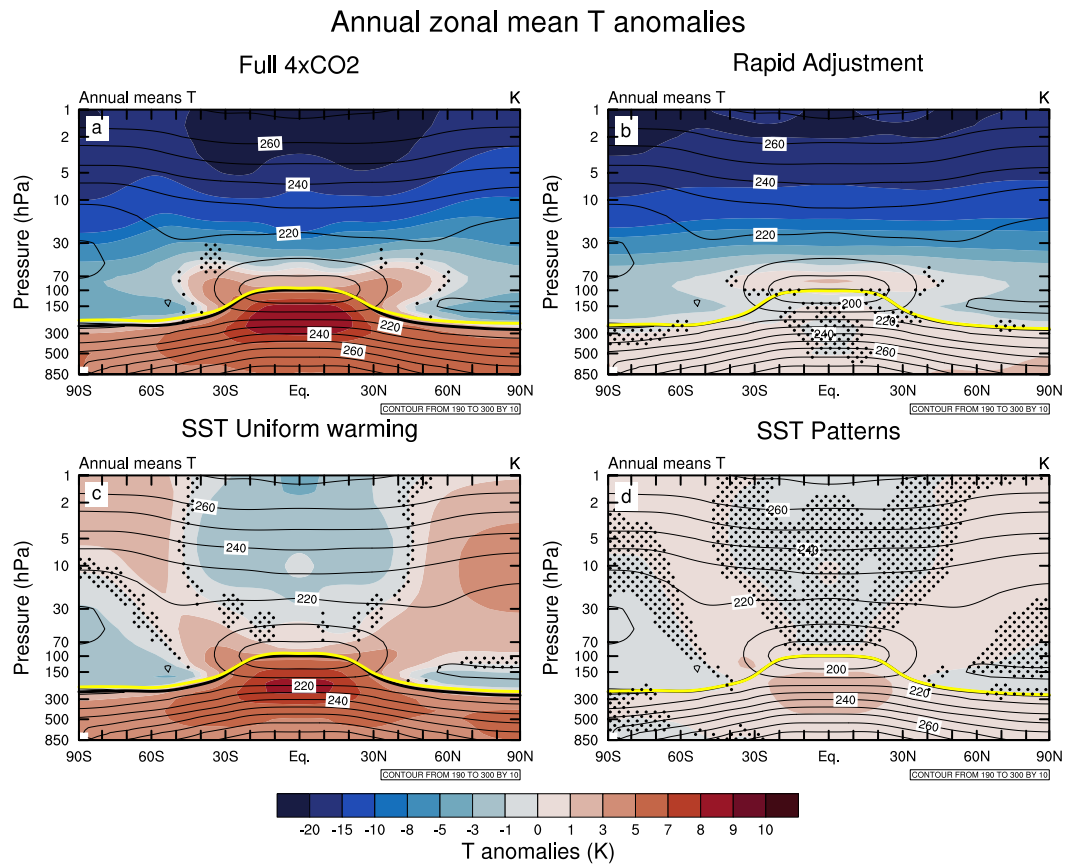 Annual zonal mean T anomalies
Full 4xCO2
Rapid Adjustment
Annual means T K
Annual means T K
a
b
Pressure (hPa)
Pressure (hPa)
1
2
5
10
30
70
100
150
300
500
850
1
2
5
10
30
70
100
150
300
500
850
260
240
220
220
240
260
260
240
220
200
220
240
260
90S 60S 30S Eq. 30N 60N 90N
90S 60S 30S Eq. 30N 60N 90N
CONTOUR FROM 190 TO 300 BY 10
CONTOUR FROM 190 TO 300 BY 10
SST Uniform warming
SST Patterns
Annual means T K
Annual means T K
c
d
Pressure (hPa)
Pressure (hPa)
1
2
5
10
30
70
100
150
300
500
850
1
2
5
10
30
70
100
150
300
500
850
260
240
220
220
240
260
240
220
200
220
240
260
90S 60S 30S Eq. 30N 60N 90N
90S 60S 30S Eq. 30N 60N 90N
CONTOUR FROM 190 TO 300 BY 10
CONTOUR FROM 190 TO 300 BY 10
-20 -15 -10 -8 -5 -3 -1 0 1 3 5 7 8 9 10
T anomalies (K)